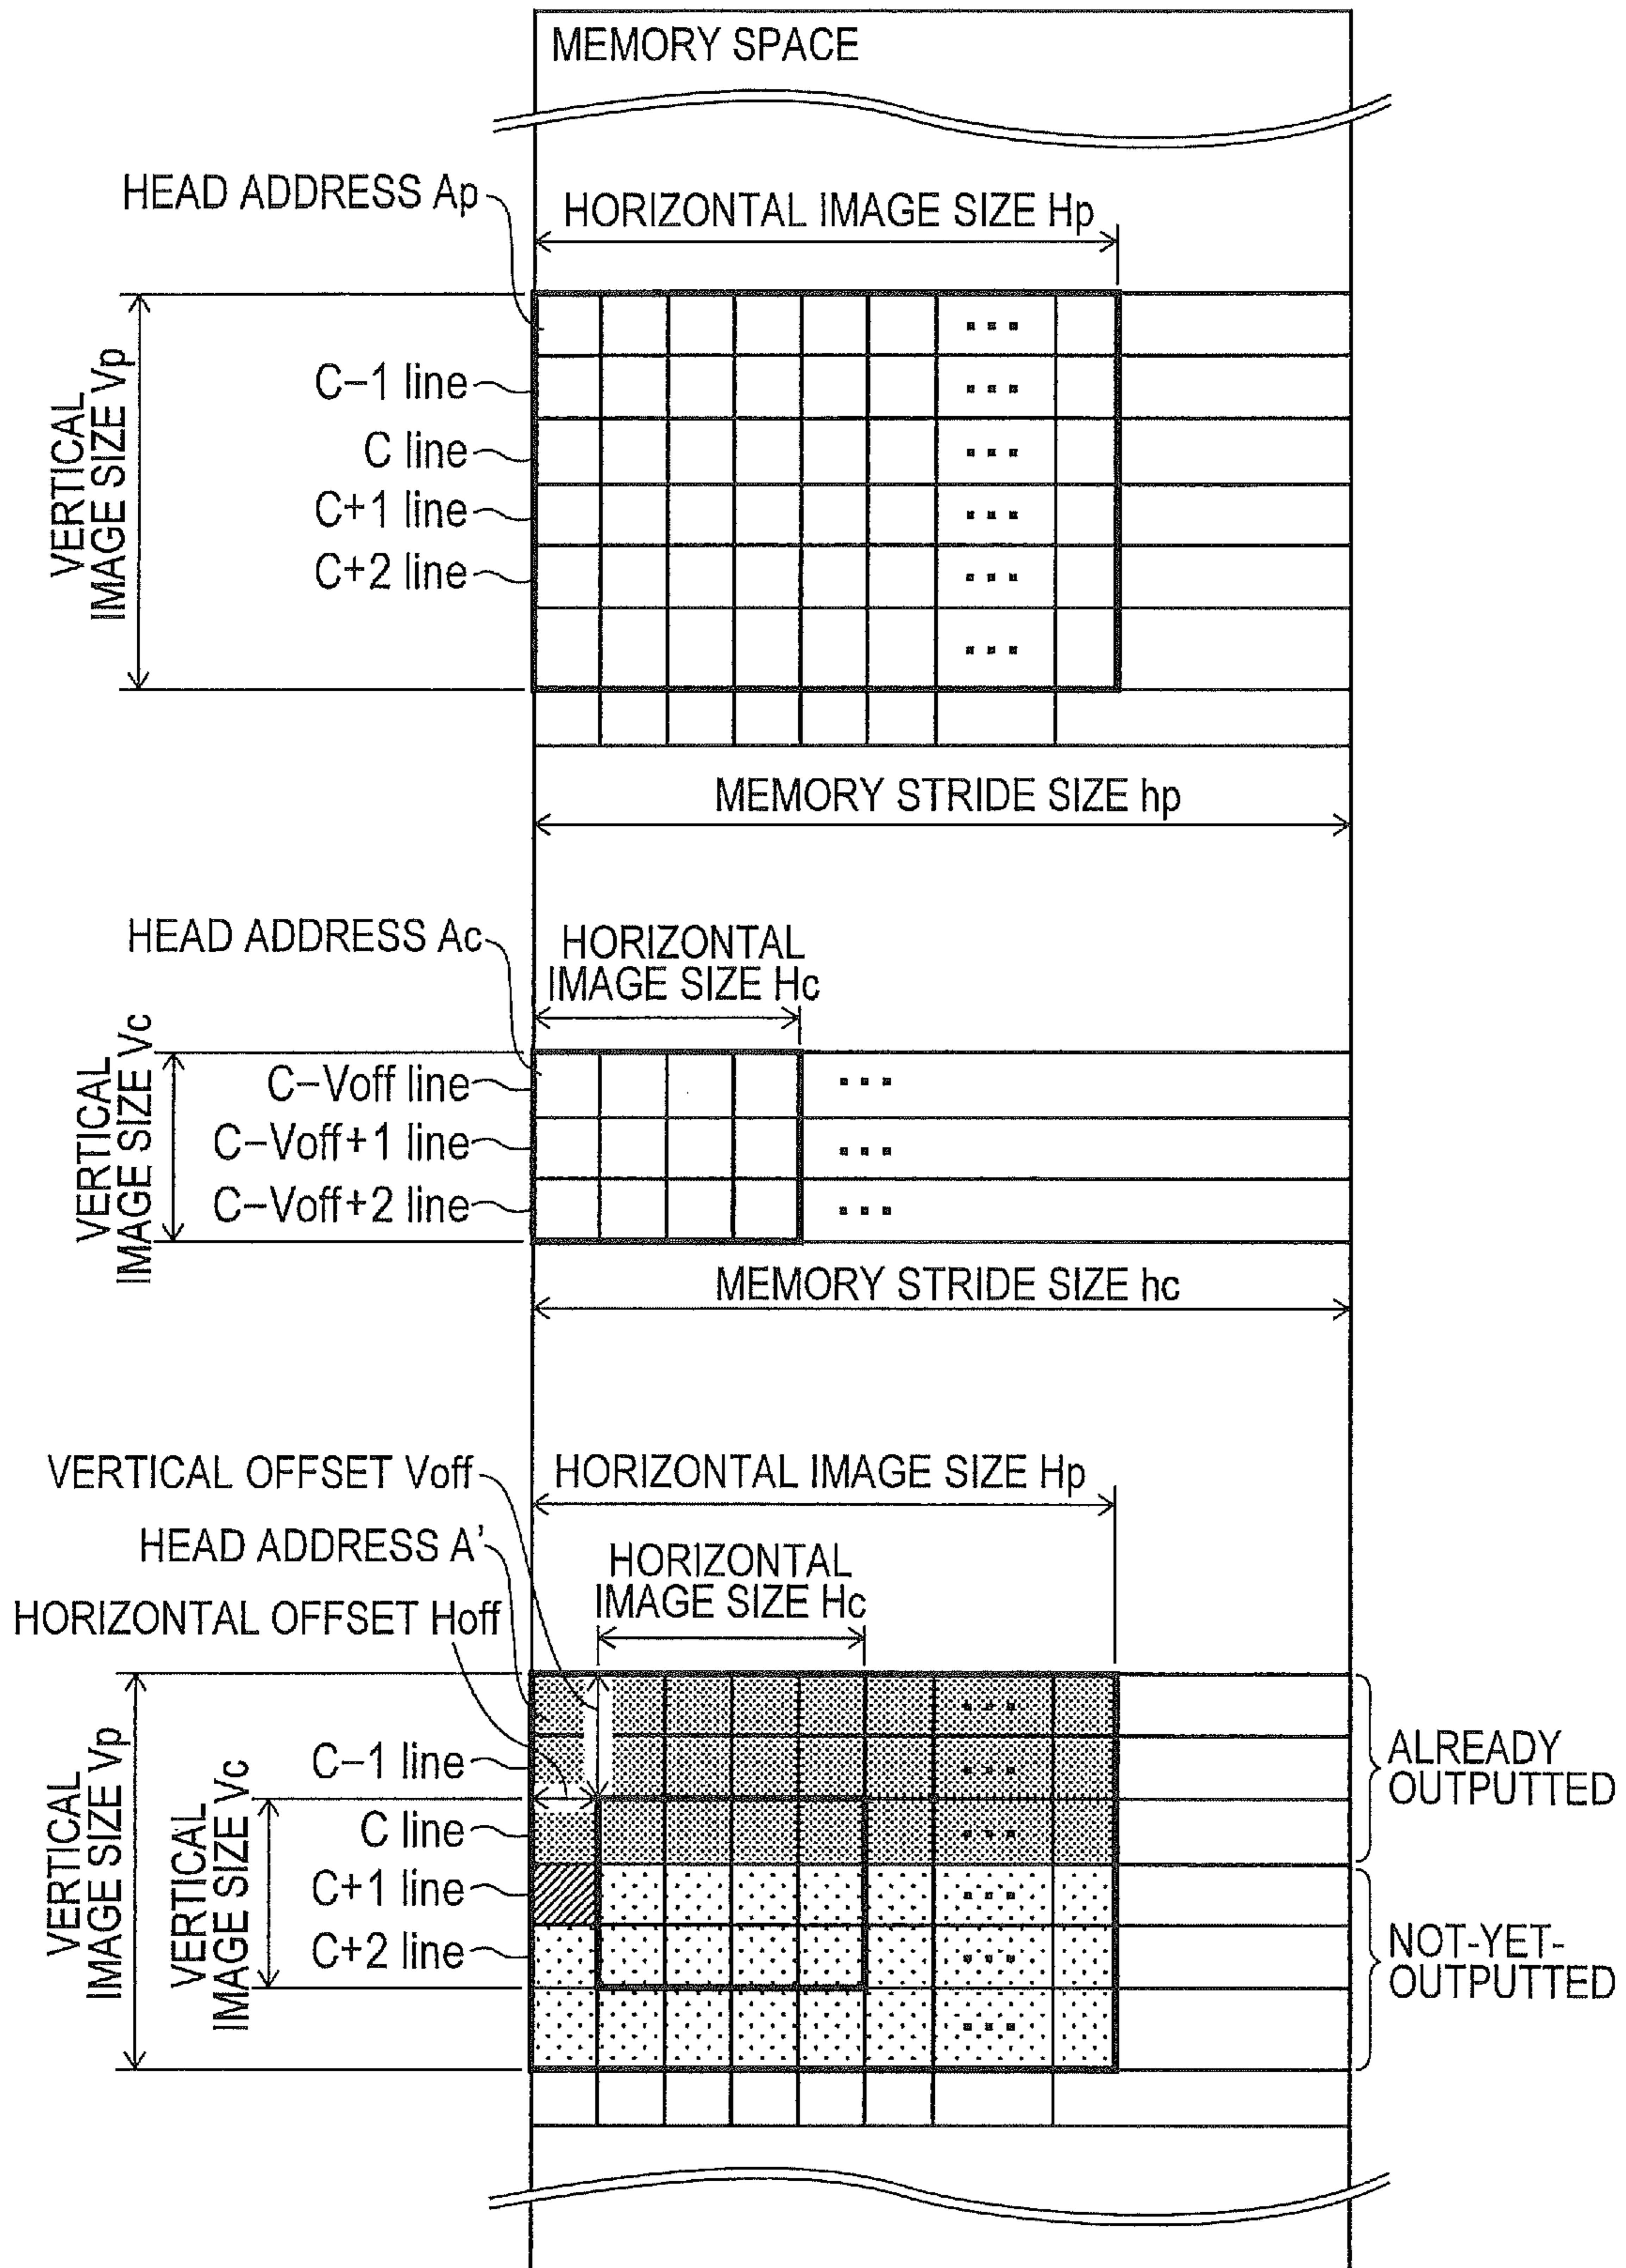 MEMORY SPACE
HEAD ADDRESS Ap
HORIZONTAL IMAGE SIZE Hp
VERTICAL
IMAGE SIZE Vp
C-1 line
C line
C+1 line
C+2 line
MEMORY STRIDE SIZE hp
HEAD ADDRESS Ac
HORIZONTAL
IMAGE SIZE Hc
VERTICAL
IMAGE SIZE Vc
C-Voff line
C-Voff+1 line
C-Voff+2 line
MEMORY STRIDE SIZE hc
VERTICAL OFFSET Voff
HORIZONTAL IMAGE SIZE Hp
HEAD ADDRESS A'
HORIZONTAL
IMAGE SIZE Hc
HORIZONTAL OFFSET Hoff
VERTICAL
IMAGE SIZE Vp
VERTICAL
IMAGE SIZE Vc
C-1 line
C line
C+1 line
C+2 line
ALREADY
OUTPUTTED
NOT-YET-
OUTPUTTED